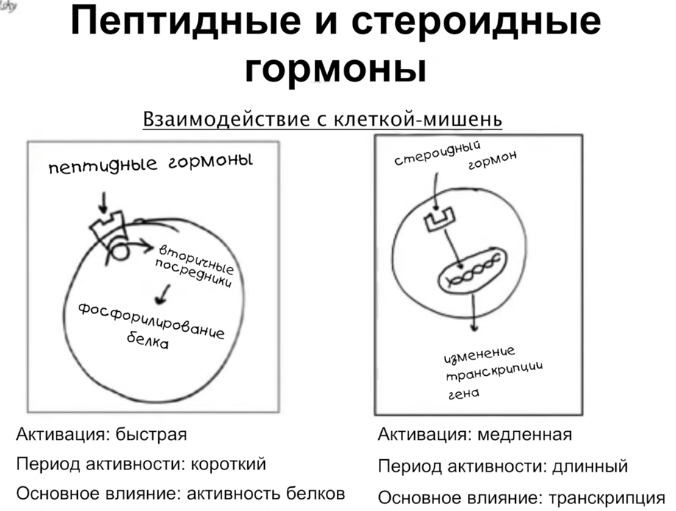 Пептидные и стероидные
гормоны
Взаимодействие с клеткой-мишень
пептидные гормоны
вторичные
посредники
фосфорилирование
белка
Активация: быстрая
Период активности: короткий
Основное влияние: активность белков
стероидный
гормон
изменение
транскрипции
гена
Активация: медленная
Период активности: длинный
Основное влияние: транскрипция